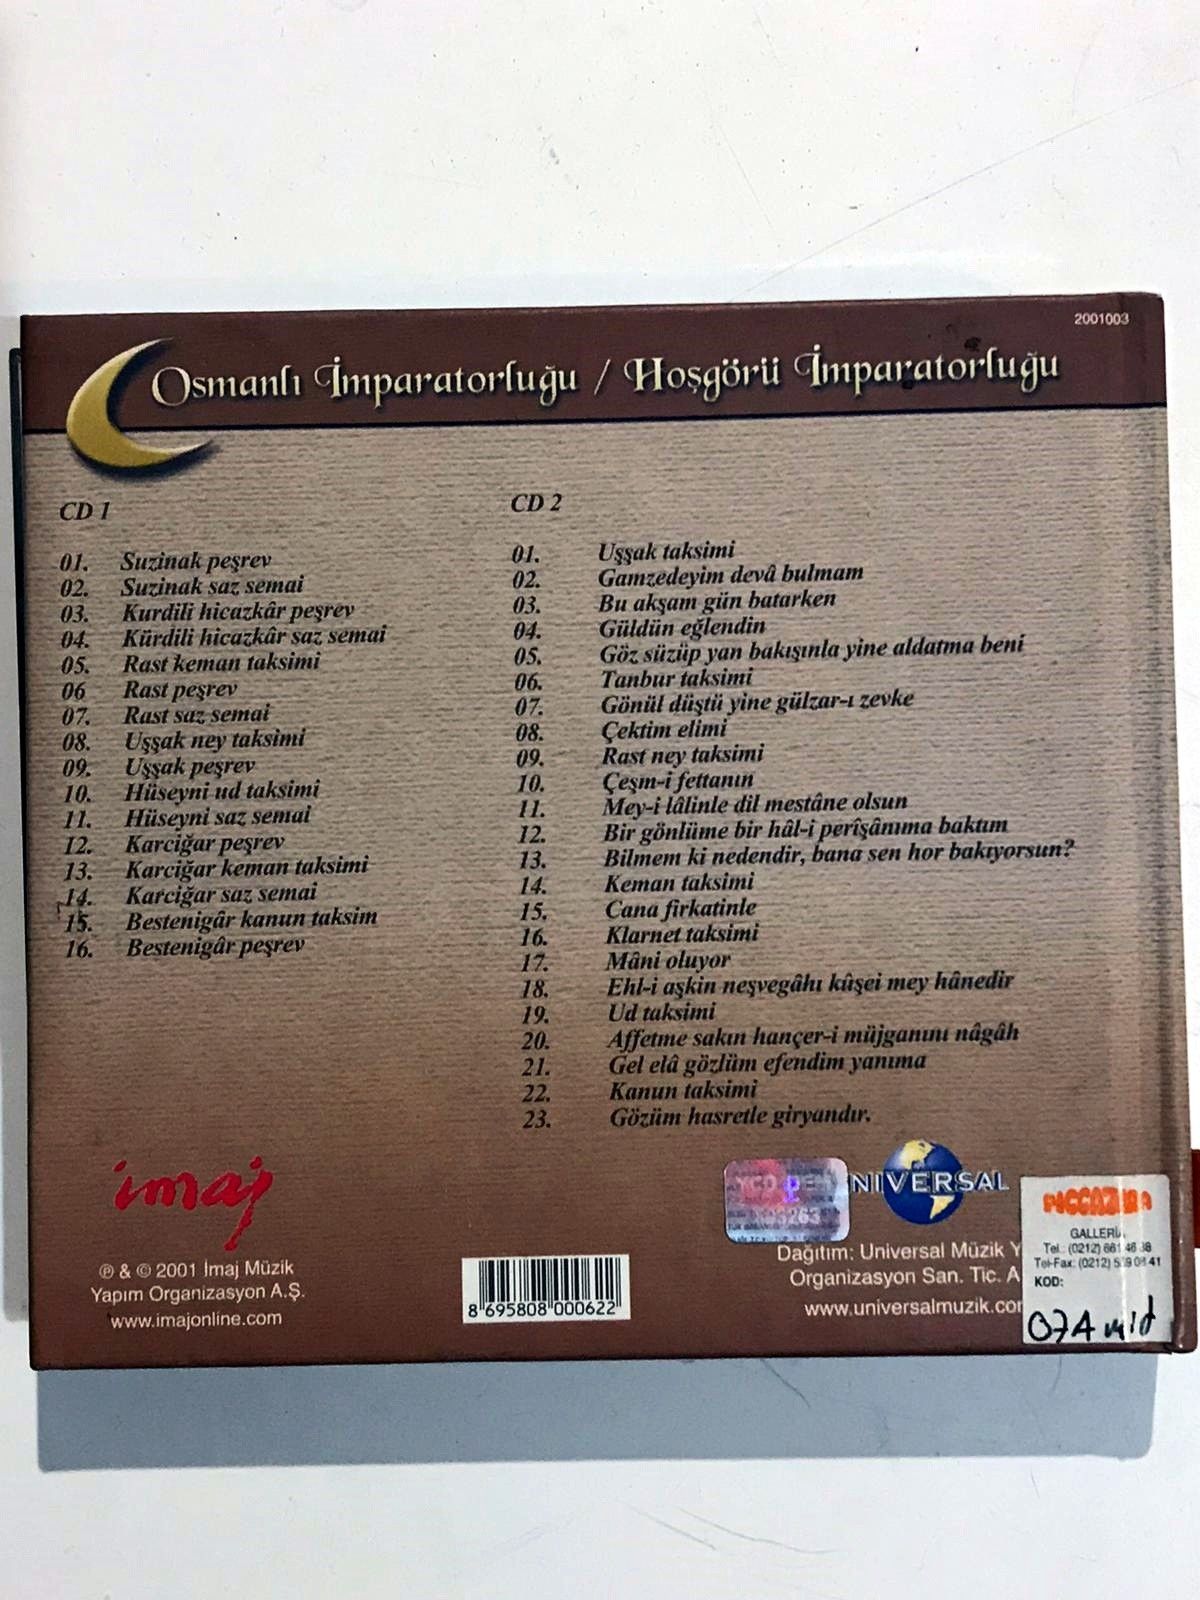 2001003
Osmanlı İmparatorluğu / Hoşgörü İmparatorluğu
CD 1
01. Suzinak peşrev
02. Suzinak saz semai
03. Kurdili hicazkâr peşrev
04. Kürdili hicazkâr saz semai
05. Rast keman taksimi
06 Rast peşrev
07. Rast saz semai
08. Uşşak ney taksimi
09. Uşşak peşrev
10. Hüseyni ud taksimi
11. Hüseyni saz semai
12. Karciğar peşrev
13. Karciğar keman taksimi
14. Karciğar saz semai
15. Bestenigâr kanun taksim
16. Bestenigâr peşrev
CD 2
01. Uşşak taksimi
02. Gamzedeyim devâ bulmam
03. Bu akşam gün batarken
04. Güldün eğlendin
05. Göz süzüp yan bakışınla yine aldatma beni
06. Tanbur taksimi
07. Gönül düştü yine gülzar-ı zevke
08. Çektim elimi
09. Rast ney taksimi
10. Çeşm-i fettanın
11. Mey-i lâlinle dil mestâne olsun
12. Bir gönlüme bir hâl-i perîşânıma baktım
13. Bilmem ki nedendir, bana sen hor bakıyorsun?
14. Keman taksimi
15. Cana firkatinle
16. Klarnet taksimi
17. Mâni oluyor
18. Ehl-i aşkin neşvegâhı kûşei mey hânedir
19. Ud taksimi
20. Affetme sakın hançer-i müjganını nâgâh
21. Gel elâ gözlüm efendim yanıma
22. Kanun taksimi
23. Gözüm hasretle giryandır.
imaj
℗ & © 2001 İmaj Müzik
Yapım Organizasyon A.Ş.
www.imajonline.com
8 695808 000622
NIVERSAL
Dağıtım: Universal Müzik Y
Organizasyon San. Tic. A
www.universalmuzik.co
GALLERİA
Tel.: (0212)
Tel-Fax: (0212)
KOD:
074